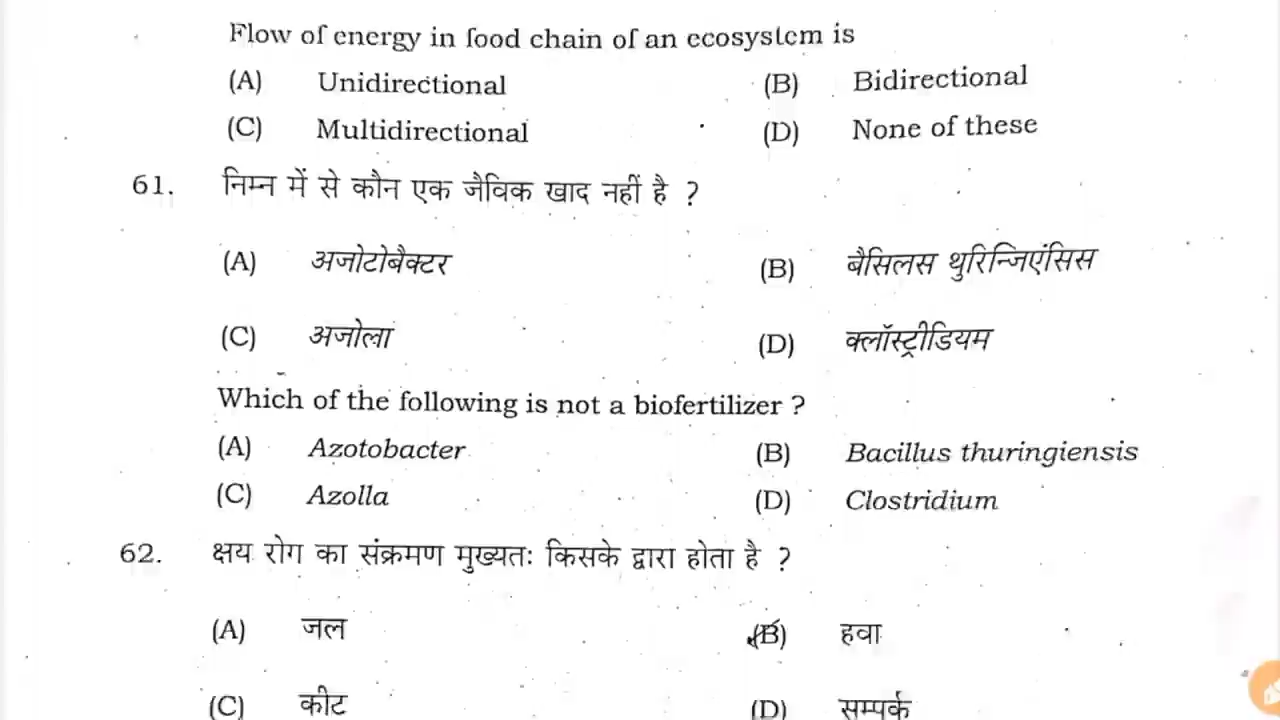 Flow of energy in food chain of an ecosystem is
(A) Unidirectional (B) Bidirectional
(C) Multidirectional (D) None of these
61. निम्न में से कौन एक जैविक खाद नहीं है ?
(A) अजोटोबैक्टर (B) बैसिलस थुरिन्जिएंसिस
(C) अजोला (D) क्लॉस्ट्रीडियम
Which of the following is not a biofertilizer ?
(A) Azotobacter (B) Bacillus thuringiensis
(C) Azolla (D) Clostridium
62. क्षय रोग का संक्रमण मुख्यतः किसके द्वारा होता है ?
(A) जल (B) हवा
(C) कीट (D) सम्पर्क